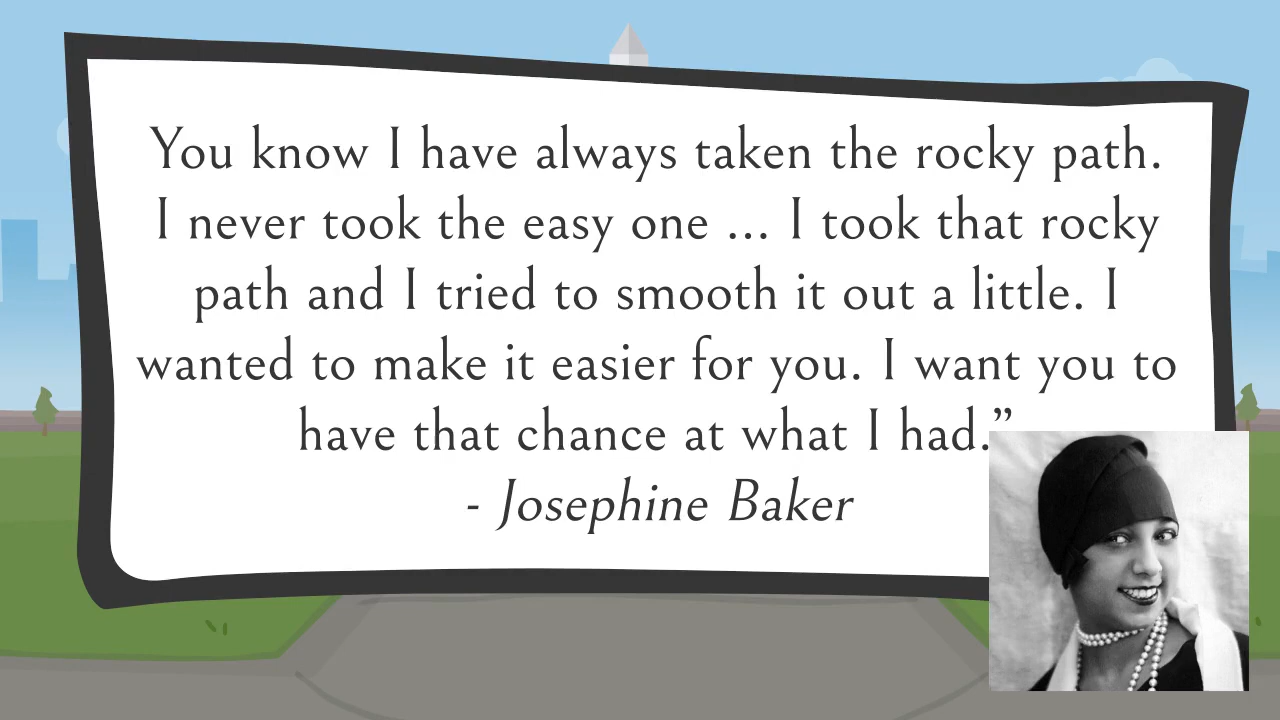 You know I have always taken the rocky path.
I never took the easy one ... I took that rocky
path and I tried to smooth it out a little. I
wanted to make it easier for you. I want you to
have that chance at what I had.”
- Josephine Baker